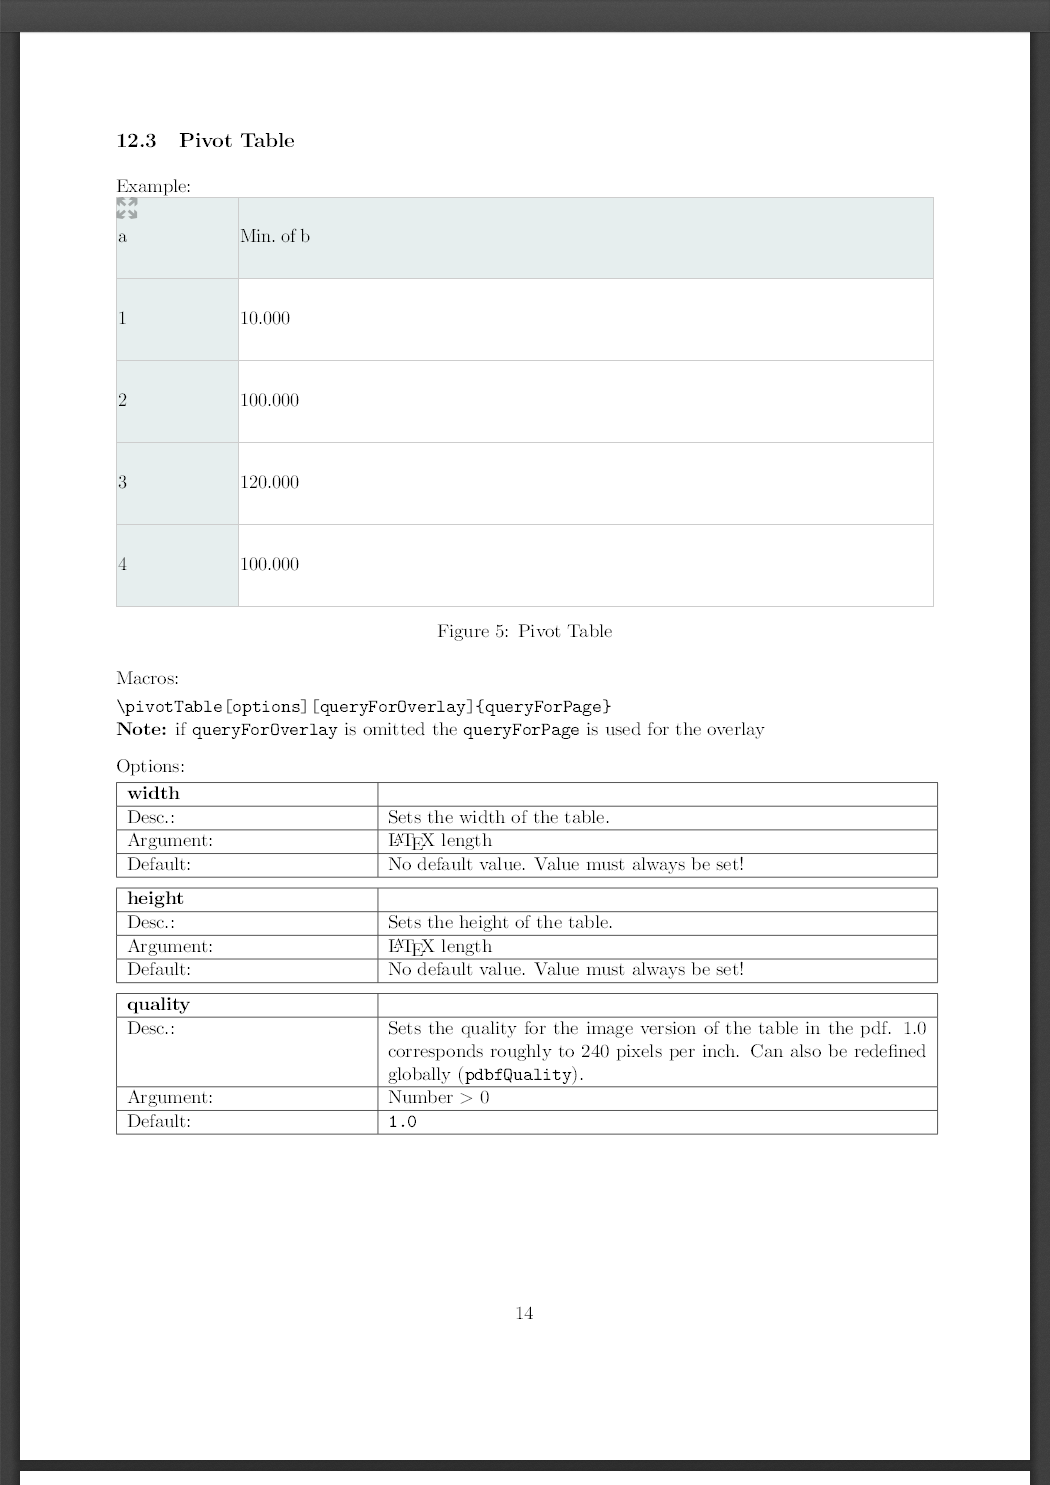 12.3 Pivot Table
Example:
a Min. of b
1 10.000
2 100.000
3 120.000
4 100.000
Figure 5: Pivot Table
Macros:
\pivotTable[options][queryForOverlay]{queryForPage}
Note: if queryForOverlay is omitted the queryForPage is used for the overlay
Options:
width
Desc.: Sets the width of the table.
Argument: LATEX length
Default: No default value. Value must always be set!
height
Desc.: Sets the height of the table.
Argument: LATEX length
Default: No default value. Value must always be set!
quality
Desc.: Sets the quality for the image version of the table in the pdf. 1.0
corresponds roughly to 240 pixels per inch. Can also be redefined
globally (pdbfQuality).
Argument: Number > 0
Default: 1.0
14